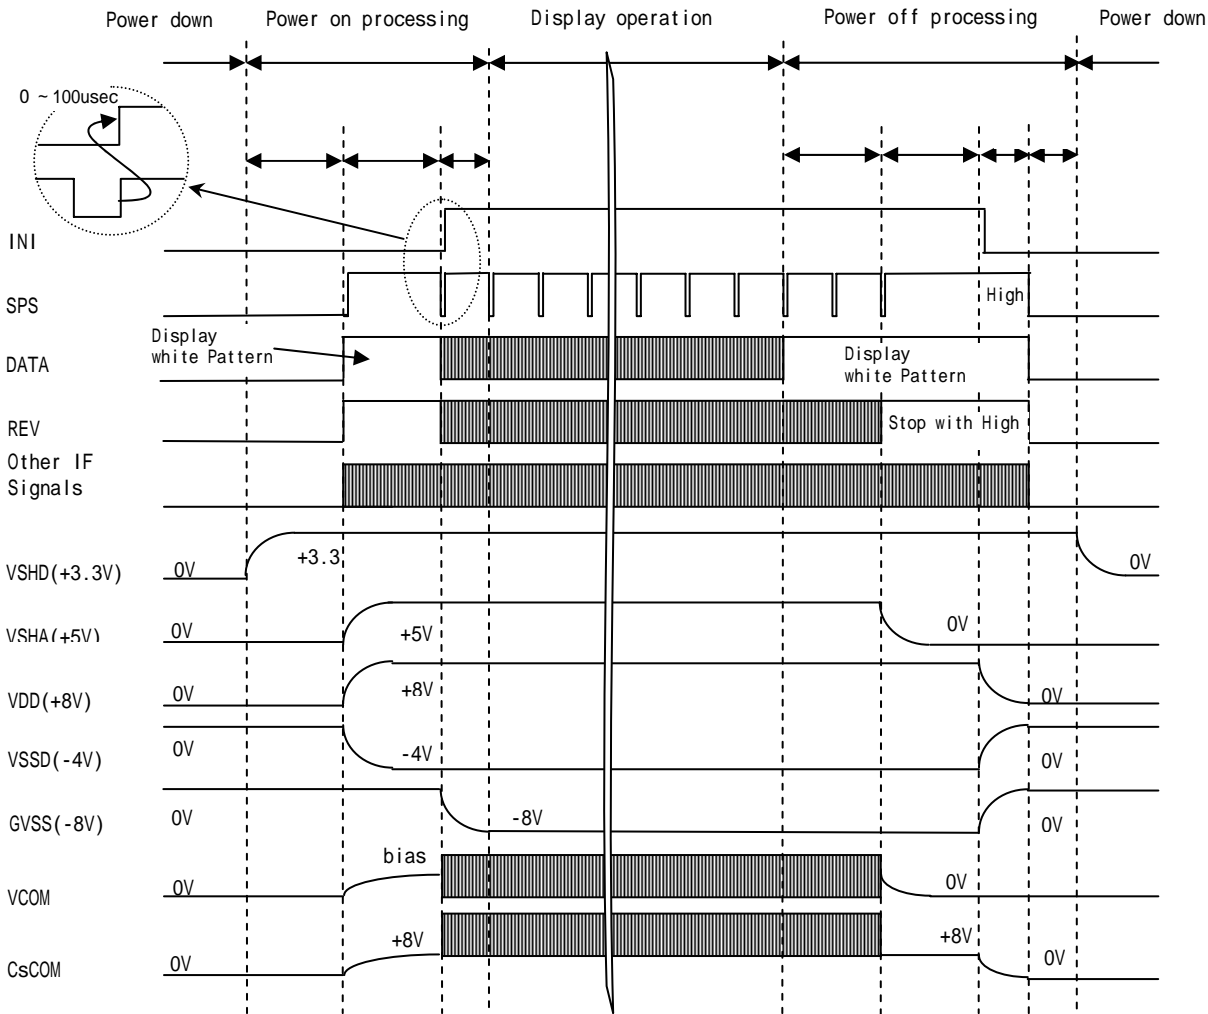 Power down Power on processing Display operation Power off processing Power down
0 ~100usec
INI
SPS
High
Display
white Pattern
DATA
Display
white Pattern
REV
Stop with High
Other IF
Signals
VSHD(+3.3V) 0V +3.3 0V
VSHA(+5V) 0V +5V 0V
VDD(+8V) 0V +8V 0V
VSSD(-4V) 0V -4V 0V
GVSS(-8V) 0V -8V 0V
VCOM 0V bias 0V
CsCOM 0V +8V +8V 0V